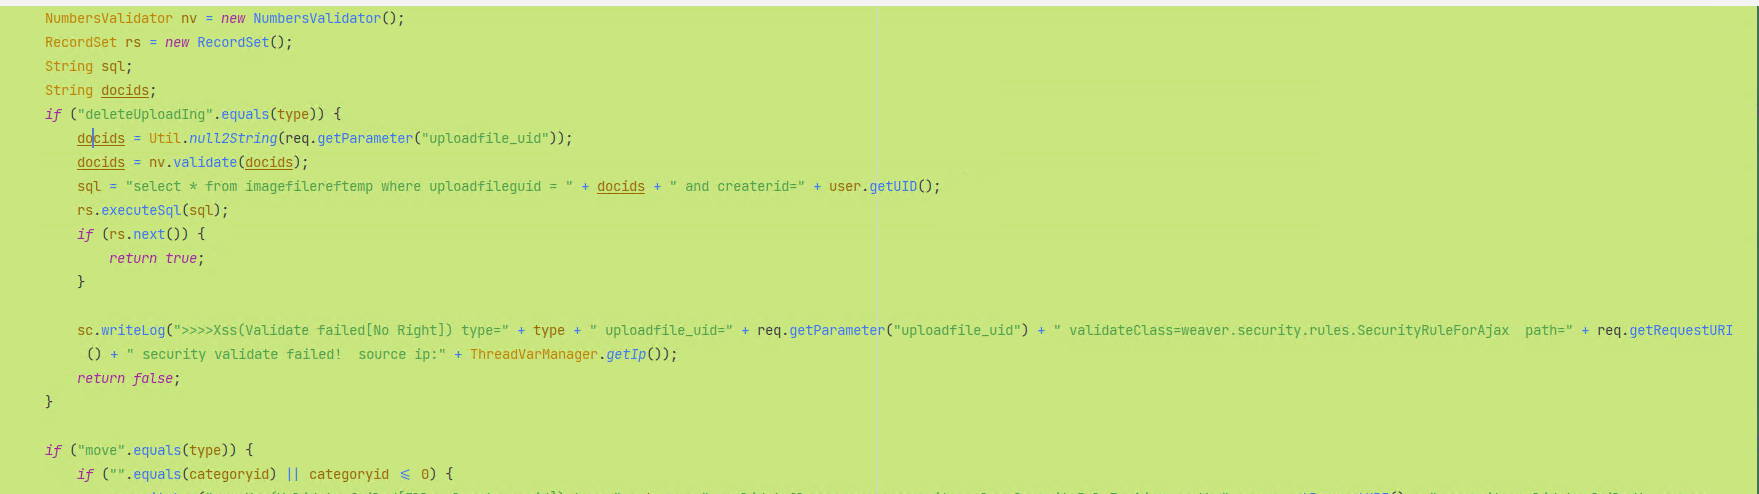 NumbersValidator nv = new NumbersValidator();
RecordSet rs = new RecordSet();
String sql;
String docids;
if ("deleteUploadIng".equals(type)) {
docids = Util.null2String(req.getParameter("uploadfile_uid"));
docids = nv.validate(docids);
sql = "select * from imagefilereftemp where uploadfileguid = " + docids + " and createrid=" + user.getUID();
rs.executeSql(sql);
if (rs.next()) {
return true;
}
sc.writeLog(">>>>Xss(Validate failed[No Right]) type=" + type + " uploadfile_uid=" + req.getParameter("uploadfile_uid") + " validateClass=weaver.security.rules.SecurityRuleForAjax  path=" + req.getRequestURI
() + " security validate failed!  source ip:" + ThreadVarManager.getIp());
return false;
}
if ("move".equals(type)) {
if ("".equals(categoryid) || categoryid ≤ 0) {